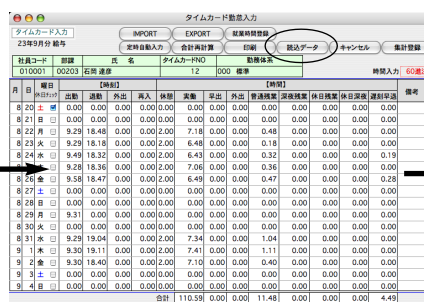 タイムカード勤怠入力
タイムカード入力 IMPORT EXPORT 就業時間登録
23年9月分 給与 定時自動入力 合計再計算 印刷 読込データ キャンセル 集計登録
社員コード 部課 氏 名 タイムカードNO 勤務体系
010001 00203 石岡 達彦 12 000 標準 時間入力 60進
月 日 曜日 【時刻】 【時間】 備考
休日チェック 出勤 退勤 外出 再入 休憩 実働 早出 外出 普通残業 深夜残業 休日残業 休日深夜 遅刻早退
8 20 土 0.00 0.00 0.00 0.00 0.00 0.00 0.00 0.00 0.00 0.00 0.00 0.00 0.00
8 21 日 0.00 0.00 0.00 0.00 0.00 0.00 0.00 0.00 0.00 0.00 0.00 0.00 0.00
8 22 月 9.29 18.48 0.00 0.00 2.00 7.18 0.00 0.00 0.48 0.00 0.00 0.00 0.00
8 23 火 9.29 18.18 0.00 0.00 2.00 6.48 0.00 0.00 0.18 0.00 0.00 0.00 0.00
8 24 水 9.49 18.32 0.00 0.00 2.00 6.43 0.00 0.00 0.32 0.00 0.00 0.00 0.19
9.28 18.36 0.00 0.00 2.00 7.06 0.00 0.00 0.36 0.00 0.00 0.00 0.00
8 26 金 9.58 18.47 0.00 0.00 2.00 6.49 0.00 0.00 0.47 0.00 0.00 0.00 2.28
8 27 土 0.00 0.00 0.00 0.00 0.00 0.00 0.00 0.00 0.00 0.00 0.00 0.00 0.00
8 28 日 0.00 0.00 0.00 0.00 0.00 0.00 0.00 0.00 0.00 0.00 0.00 0.00 0.00
8 29 月 9.31 0.00 0.00 0.00 0.00 0.00 0.00 0.00 0.00 0.00 0.00 0.00 0.00
8 30 火 0.00 0.00 0.00 0.00 0.00 0.00 0.00 0.00 0.00 0.00 0.00 0.00 0.00
8 31 水 9.29 19.04 0.00 0.00 2.00 7.34 0.00 0.00 1.04 0.00 0.00 0.00 0.00
9 1 木 9.30 19.11 0.00 0.00 2.00 7.41 0.00 0.00 1.11 0.00 0.00 0.00 0.00
9 2 金 9.30 18.40 0.00 0.00 2.00 7.10 0.00 0.00 0.40 0.00 0.00 0.00 0.00
9 3 土 0.00 0.00 0.00 0.00 0.00 0.00 0.00 0.00 0.00 0.00 0.00 0.00 0.00
9 4 日 0.00 0.00 0.00 0.00 0.00 0.00 0.00 0.00 0.00 0.00 0.00 0.00 0.00
合計 110.59 0.00 0.00 11.48 0.00 0.00 0.00 4.49